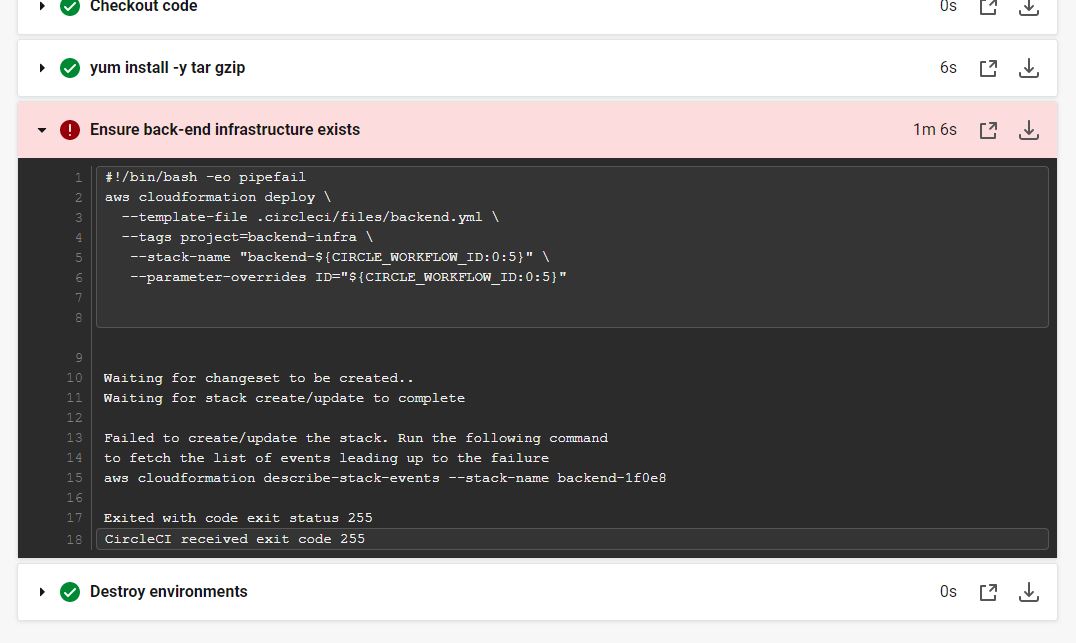 Checkout code 0s
yum install -y tar gzip 6s
Ensure back-end infrastructure exists 1m 6s
1 #!/bin/bash -eo pipefail
2 aws cloudformation deploy \
3 --template-file .circleci/files/backend.yml \
4 --tags project=backend-infra \
5 --stack-name "backend-${CIRCLE_WORKFLOW_ID:0:5}" \
6 --parameter-overrides ID="${CIRCLE_WORKFLOW_ID:0:5}"
7
8
9
10 Waiting for changeset to be created..
11 Waiting for stack create/update to complete
12
13 Failed to create/update the stack. Run the following command
14 to fetch the list of events leading up to the failure
15 aws cloudformation describe-stack-events --stack-name backend-1f0e8
16
17 Exited with code exit status 255
18 CircleCI received exit code 255
Destroy environments 0s